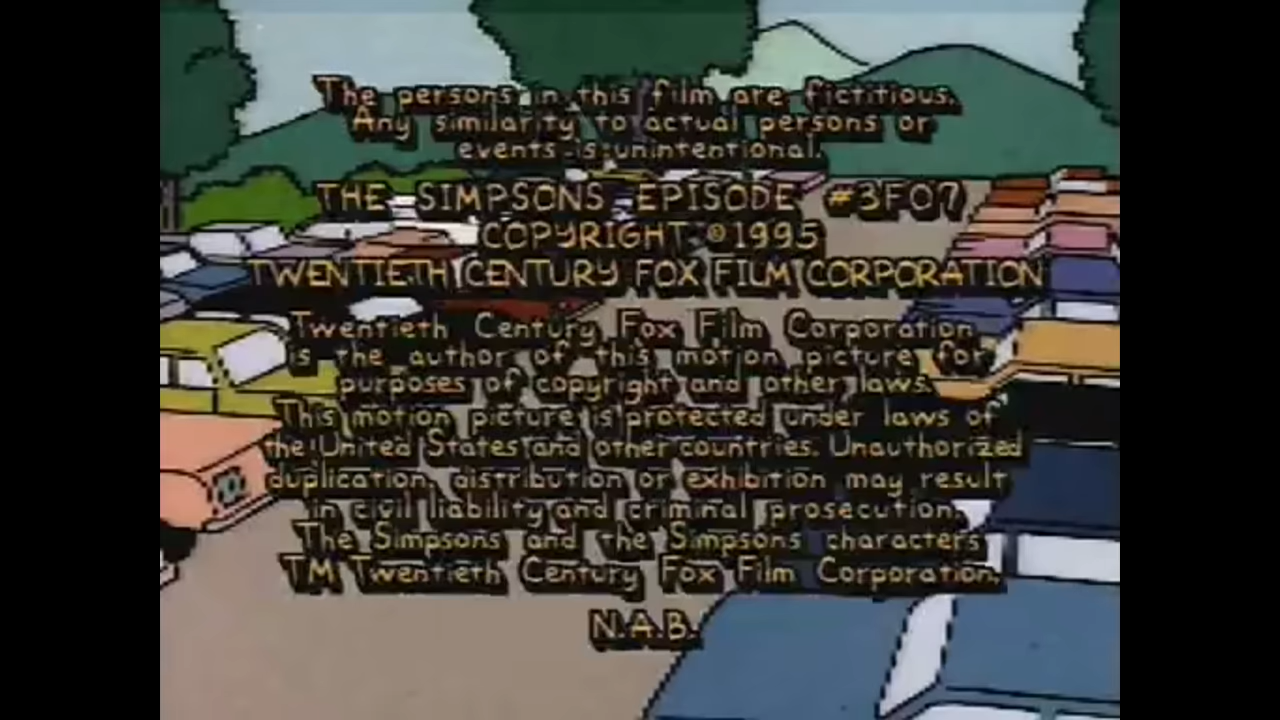 The persons in this film are fictitious.
Any similarity to actual persons or
events is unintentional.
THE SIMPSONS EPISODE #3F07
COPYRIGHT ©1995
TWENTIETH CENTURY FOX FILM CORPORATION
Twentieth Century Fox Film Corporation
is the author of this motion picture for
purposes of copyright and other laws.
This motion picture is protected under laws of
the United States and other countries. Unauthorized
duplication, distribution or exhibition may result
in civil liability and criminal prosecution.
The Simpsons and the Simpsons characters
TM Twentieth Century Fox Film Corporation.
N.A.B.